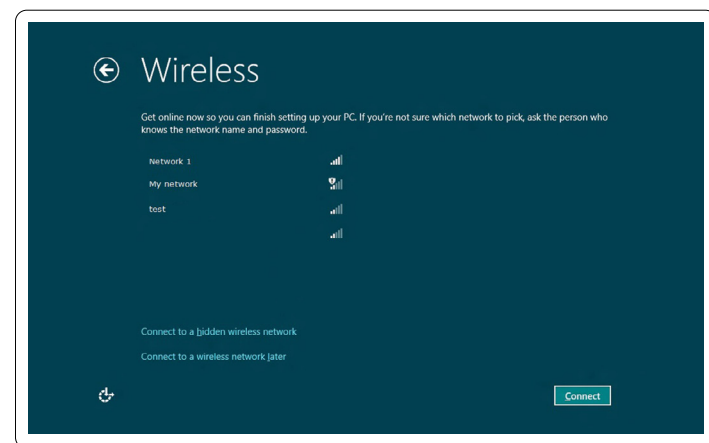 Wireless
Get online now so you can finish setting up your PC. If you're not sure which network to pick, ask the person who
knows the network name and password.
Network 1
My network
test
Connect to a hidden wireless network
Connect to a wireless network later
Connect